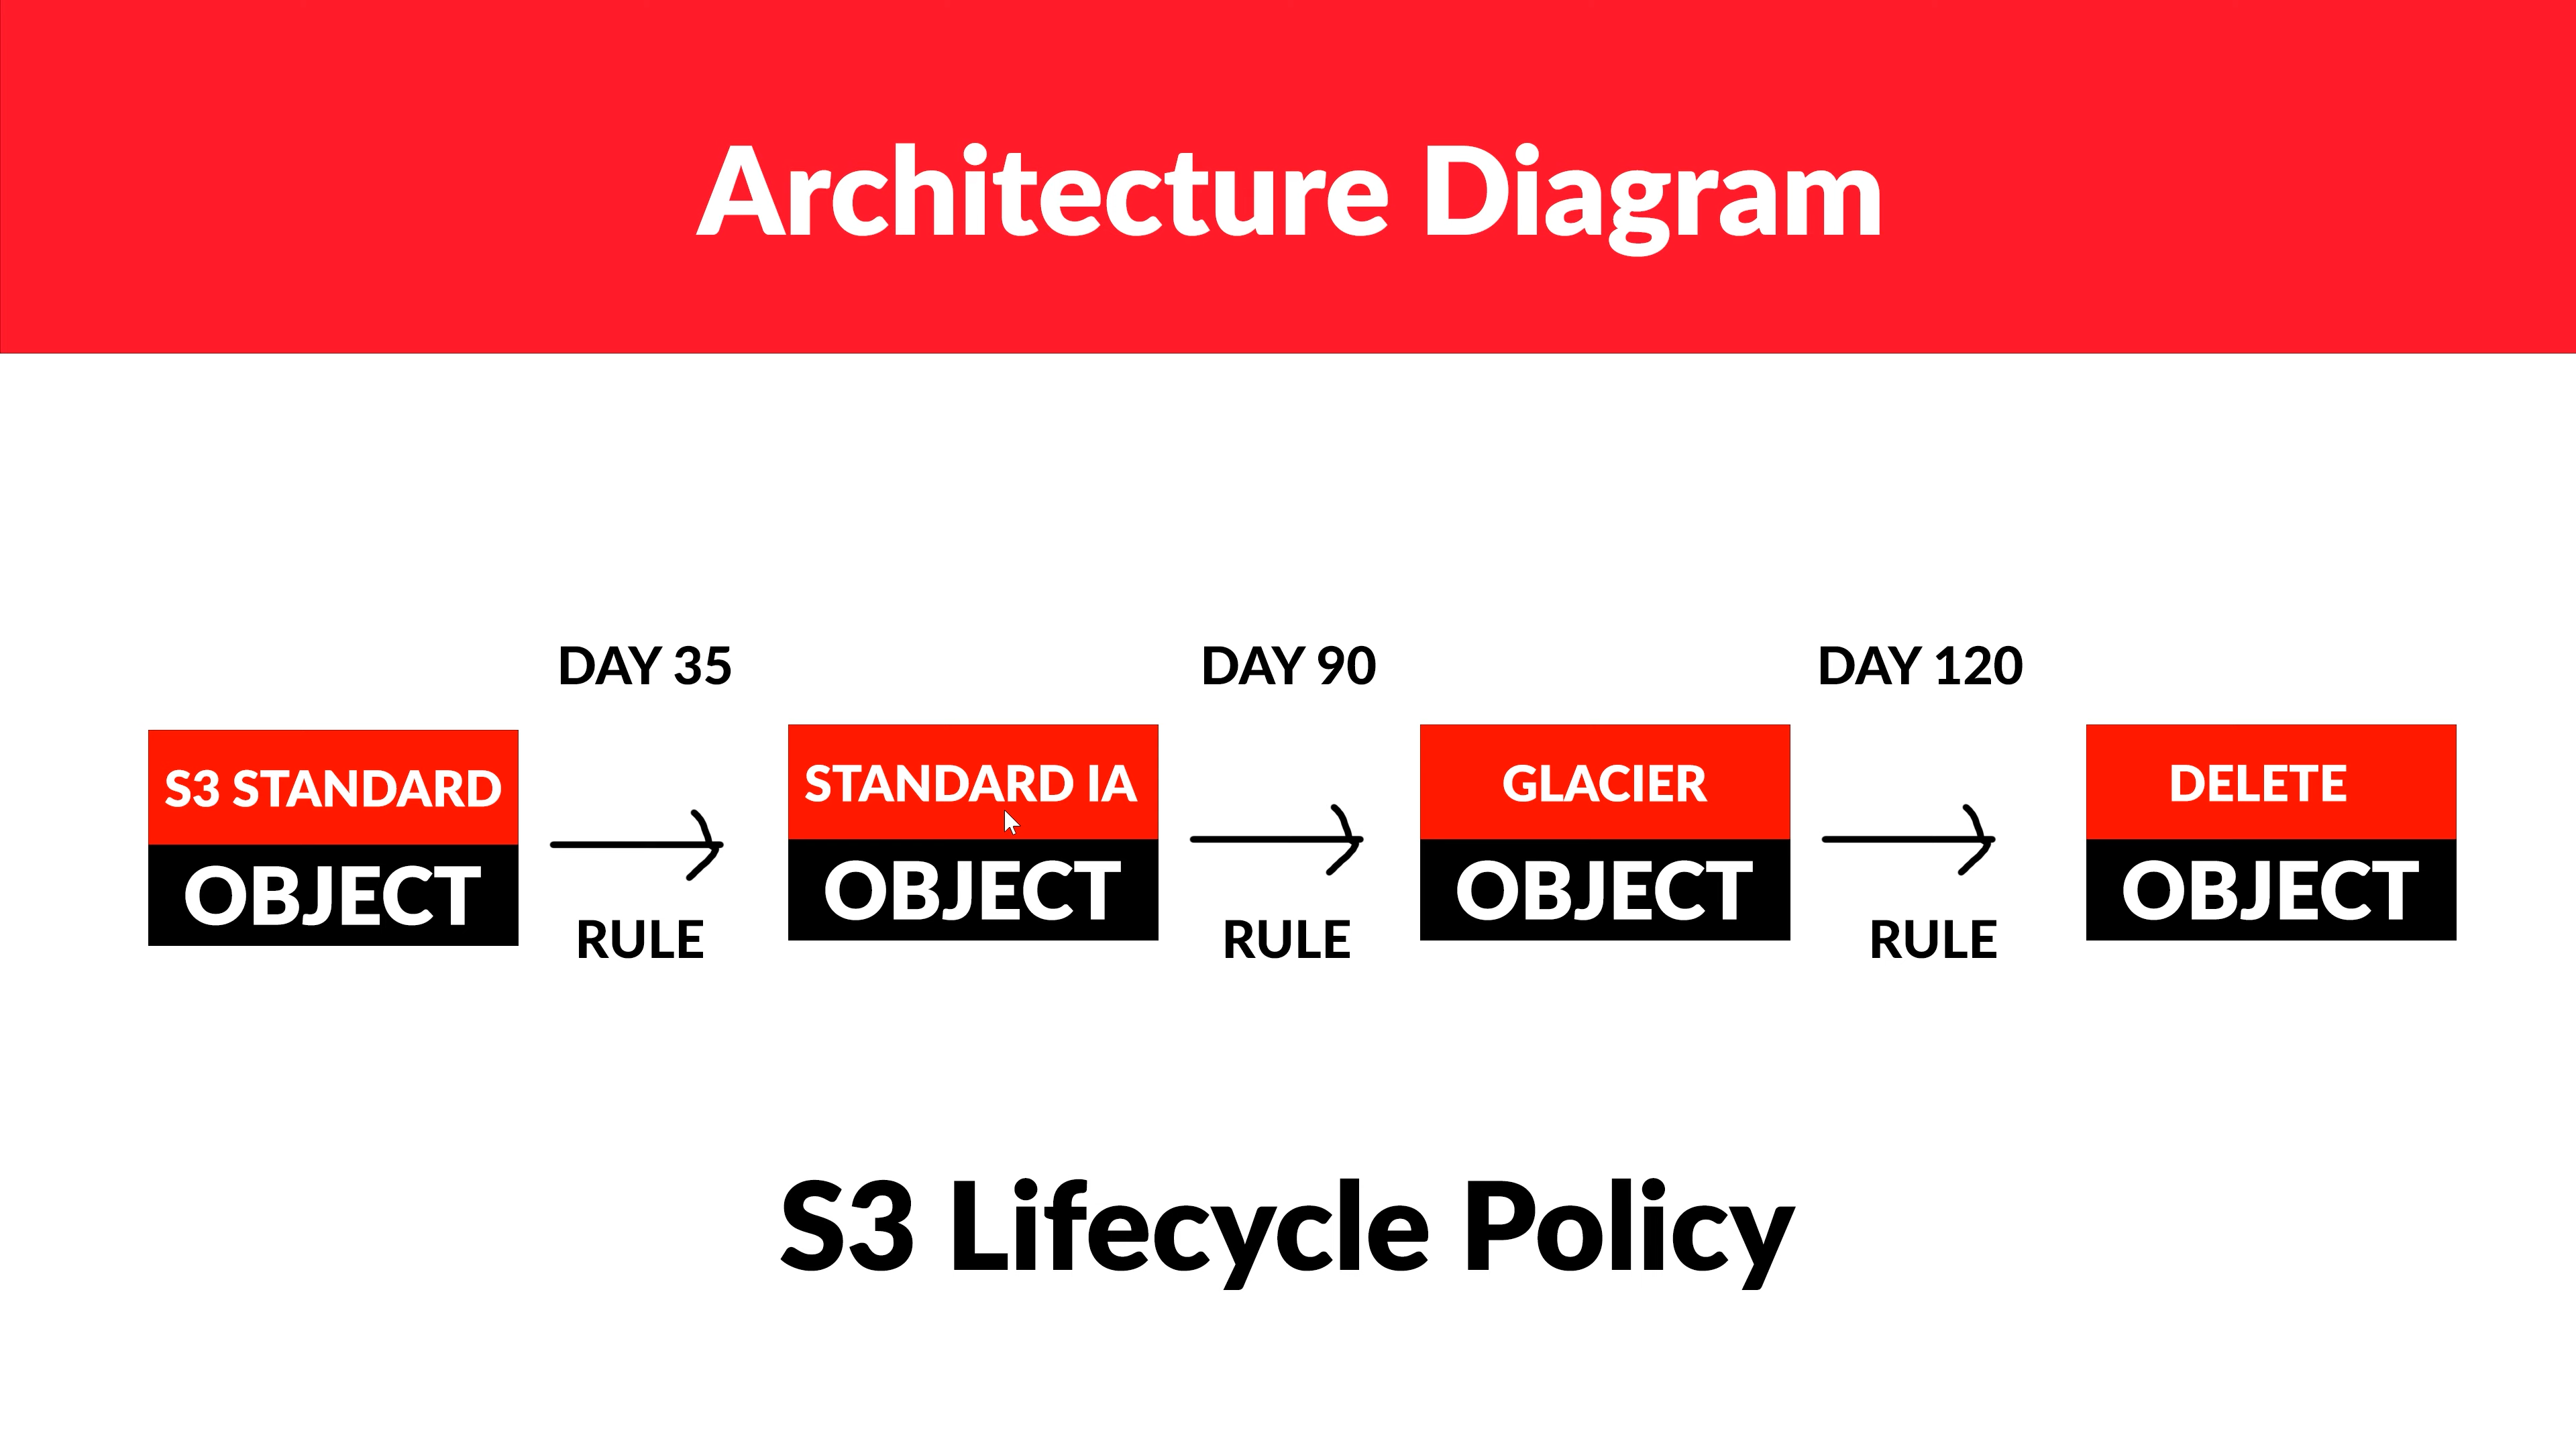 Architecture Diagram
DAY 35
DAY 90
DAY 120
S3 STANDARD
OBJECT
RULE
STANDARD IA
OBJECT
RULE
GLACIER
OBJECT
RULE
DELETE
OBJECT
S3 Lifecycle Policy